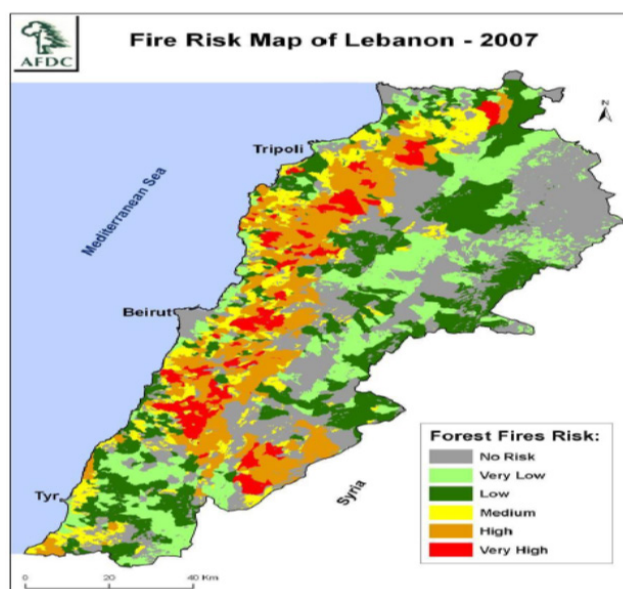 AFDC
Fire Risk Map of Lebanon - 2007
N
Tripoli
Mediterranean Sea
Beirut
Tyr
Syria
Forest Fires Risk:
No Risk
Very Low
Low
Medium
High
Very High
0 20 40 Km